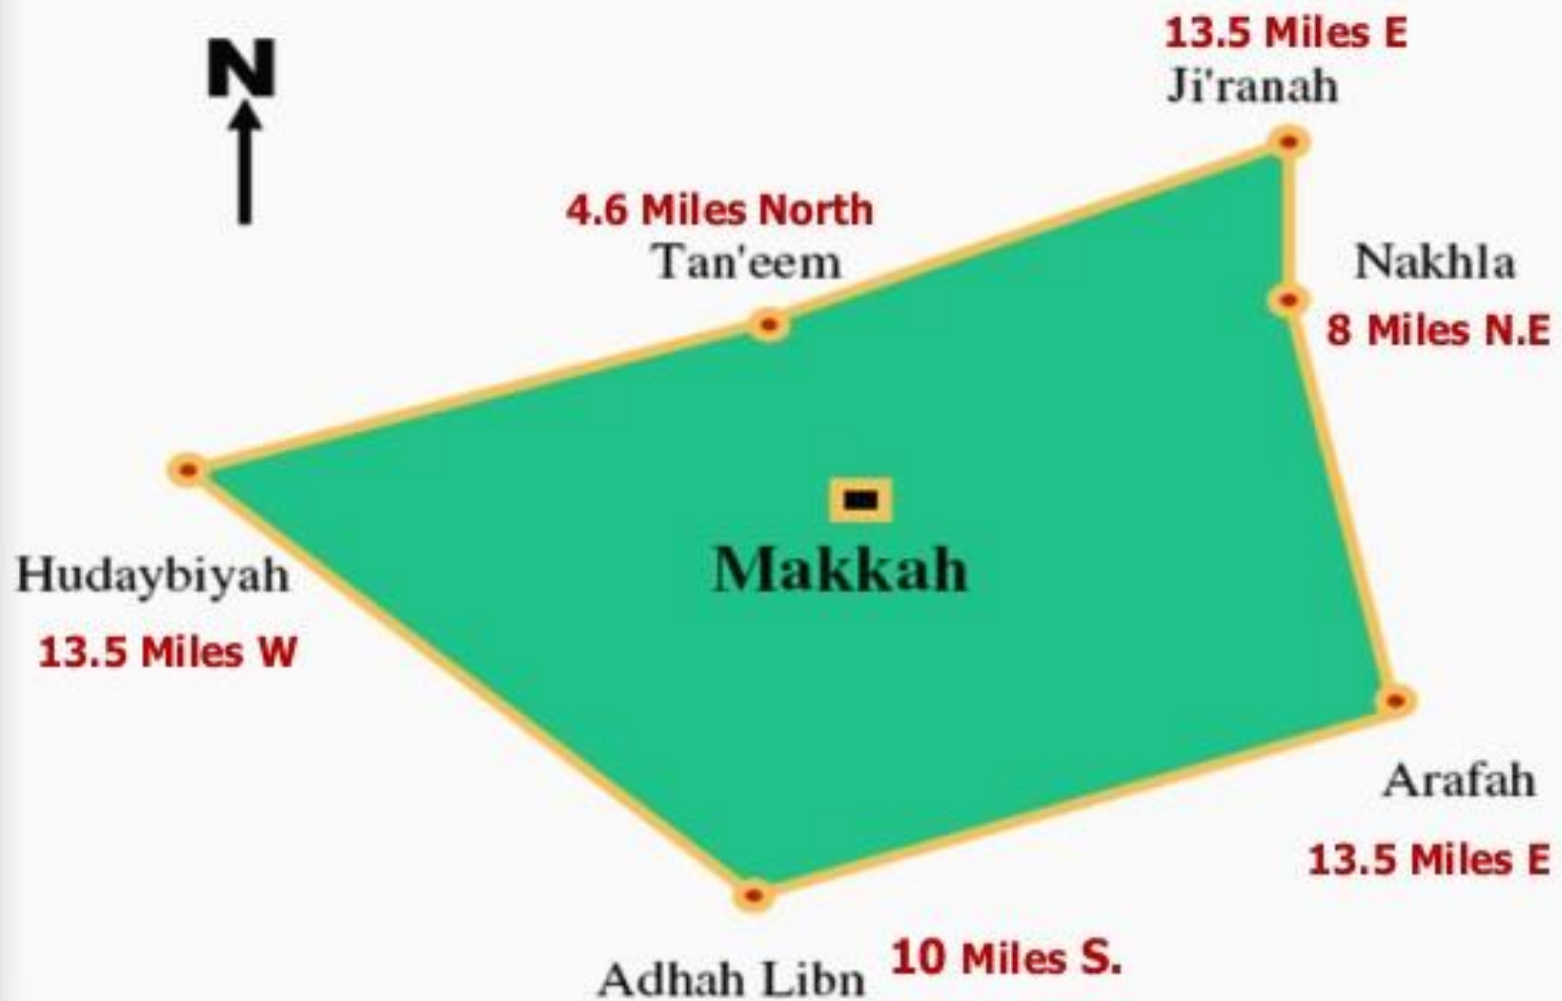 N
13.5 Miles E
Ji'ranah
4.6 Miles North
Tan'eem
Nakhla
8 Miles N.E
Makkah
Hudaybiyah
13.5 Miles W
Arafah
13.5 Miles E
Adhah Libn
10 Miles S.